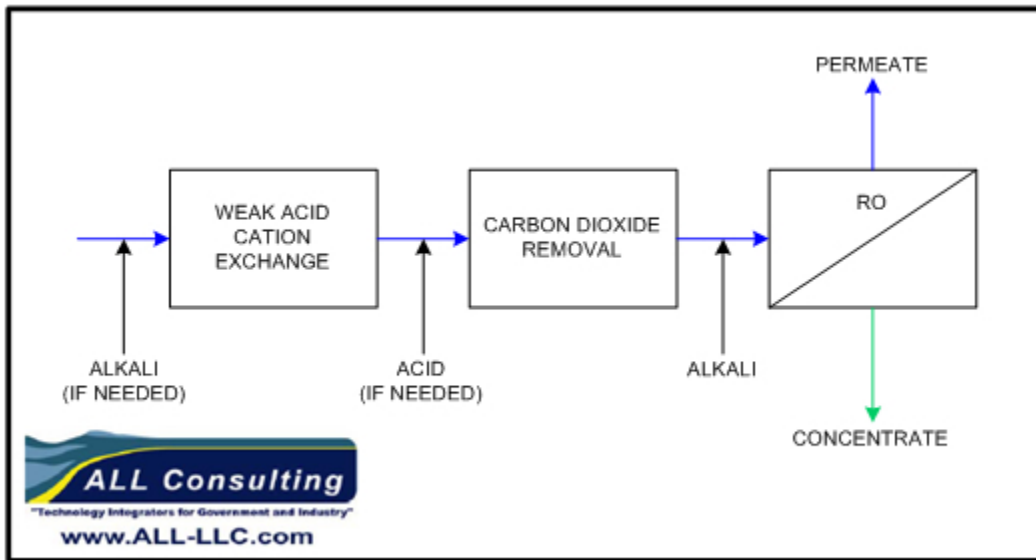 PERMEATE
WEAK ACID
CATION
EXCHANGE
CARBON DIOXIDE
REMOVAL
RO
ALKALI
(IF NEEDED)
ACID
(IF NEEDED)
ALKALI
CONCENTRATE
ALL Consulting
"Technology Integrators for Government and Industry"
www.ALL-LLC.com